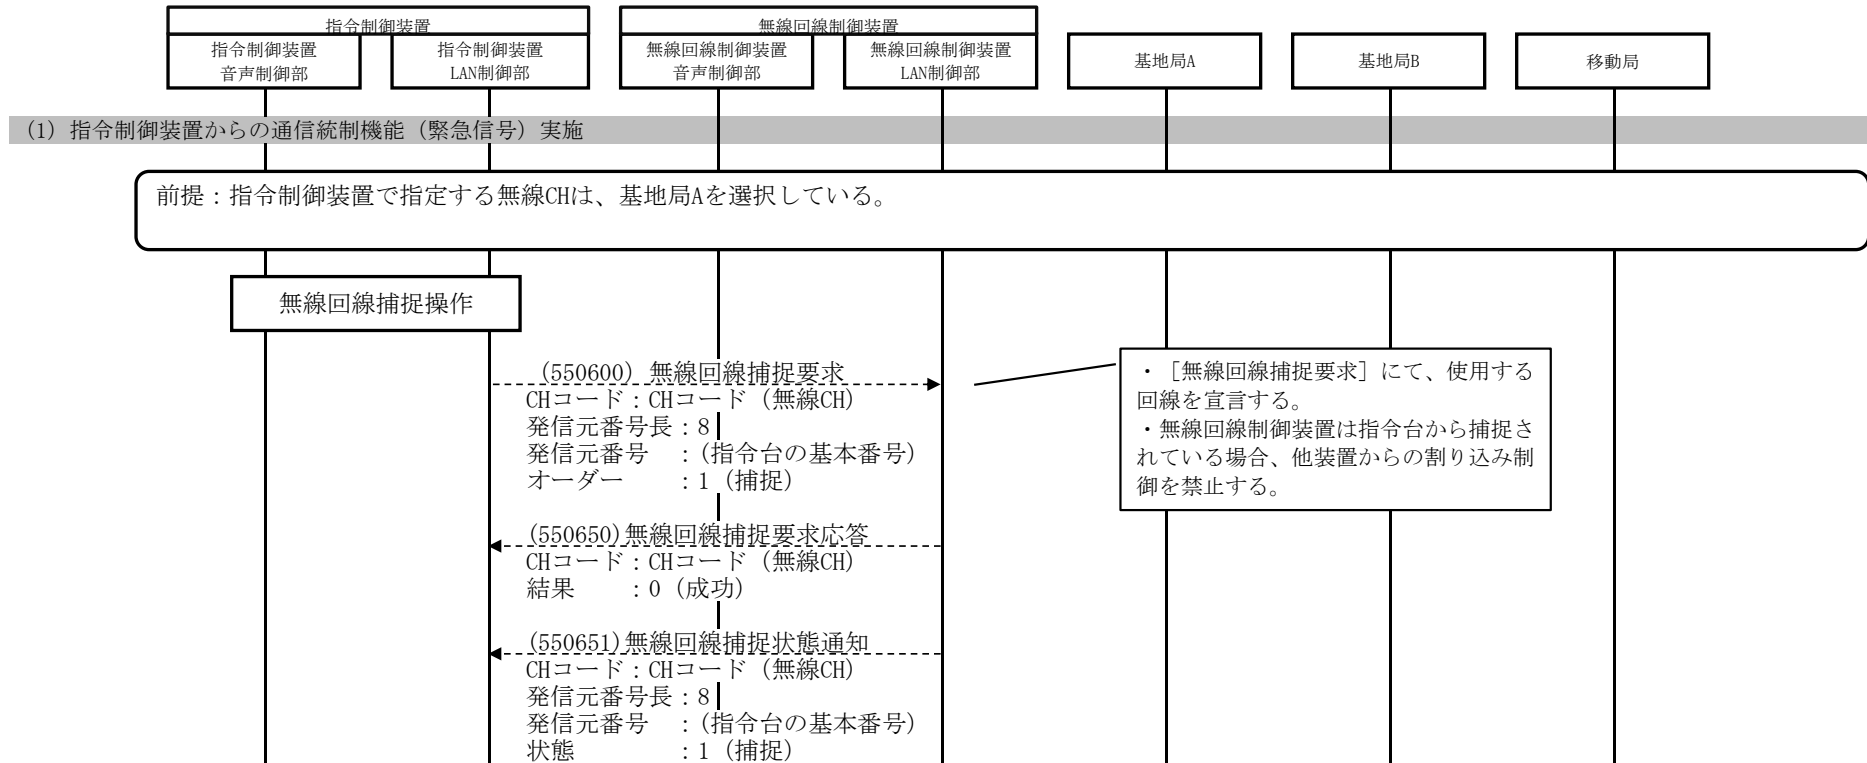 指令制御装置
無線回線制御装置
指令制御装置
音声制御部
指令制御装置
LAN制御部
無線回線制御装置
音声制御部
無線回線制御装置
LAN制御部
基地局A
基地局B
移動局
(1) 指令制御装置からの通信統制機能（緊急信号）実施
前提：指令制御装置で指定する無線CHは、基地局Aを選択している。
無線回線捕捉操作
(550600) 無線回線捕捉要求
CHコード：CHコード（無線CH）
発信元番号長：8
発信元番号　：(指令台の基本番号)
オーダー　　：1（捕捉）
・［無線回線捕捉要求］にて、使用する
回線を宣言する。
・無線回線制御装置は指令台から捕捉さ
れている場合、他装置からの割り込み制
御を禁止する。
(550650)無線回線捕捉要求応答
CHコード：CHコード（無線CH）
結果　　：0（成功）
(550651)無線回線捕捉状態通知
CHコード：CHコード（無線CH）
発信元番号長：8
発信元番号　：(指令台の基本番号)
状態　　　　：1（捕捉）